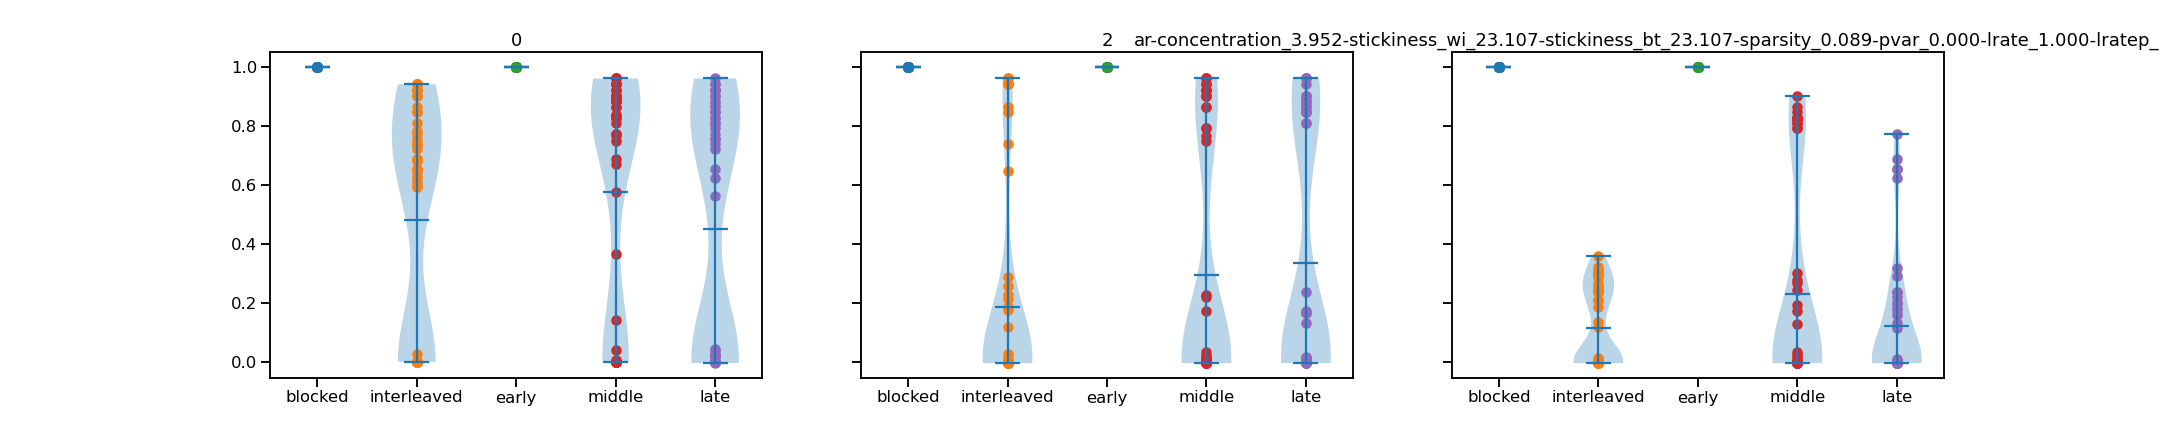 0
2 ar-concentration_3.952-stickiness_wi_23.107-stickiness_bt_23.107-sparsity_0.089-pvar_0.000-lrate_1.000-lratep_
1.0
0.8
0.6
0.4
0.2
0.0
blocked interleaved early middle late
blocked interleaved early middle late
blocked interleaved early middle late